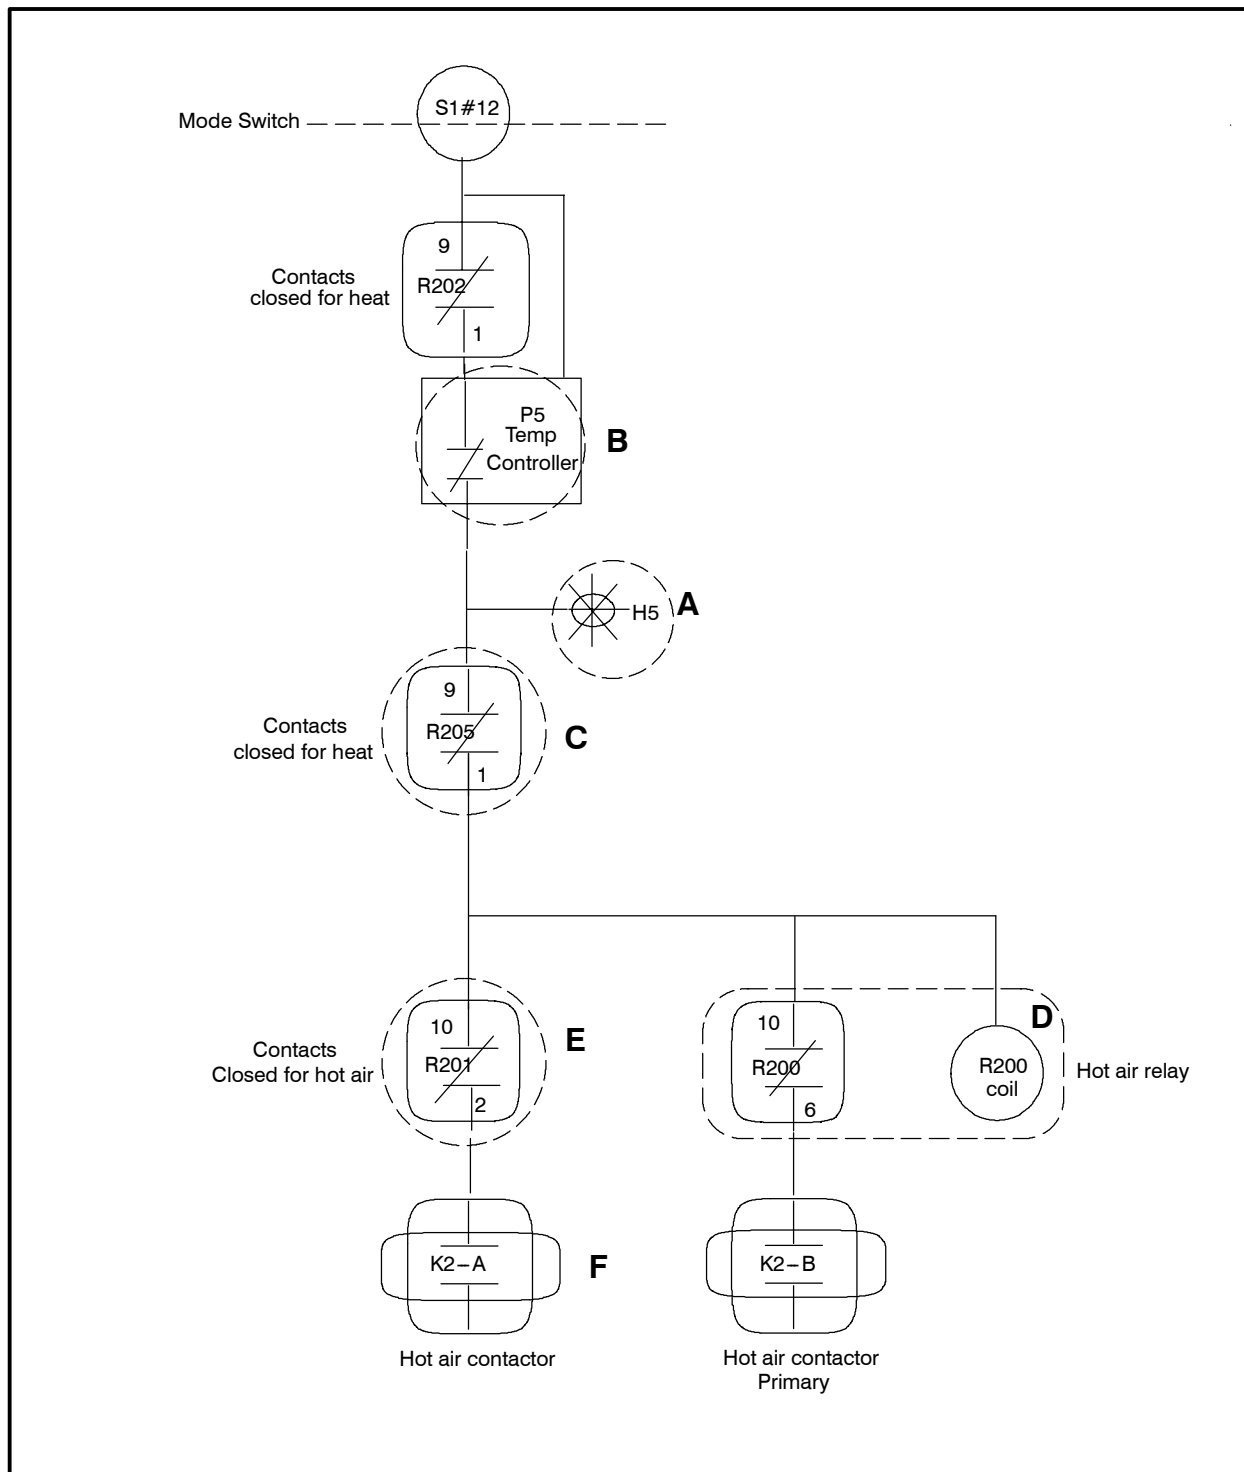 S1#12
Mode Switch
9
R202
1
Contacts
closed for heat
P5
Temp
Controller
B
H5
A
9
R205
1
Contacts
closed for heat
C
10
R201
2
Contacts
Closed for hot air
E
10
R200
6
D
R200
coil
Hot air relay
K2-A
F
Hot air contactor
K2-B
Hot air contactor
Primary